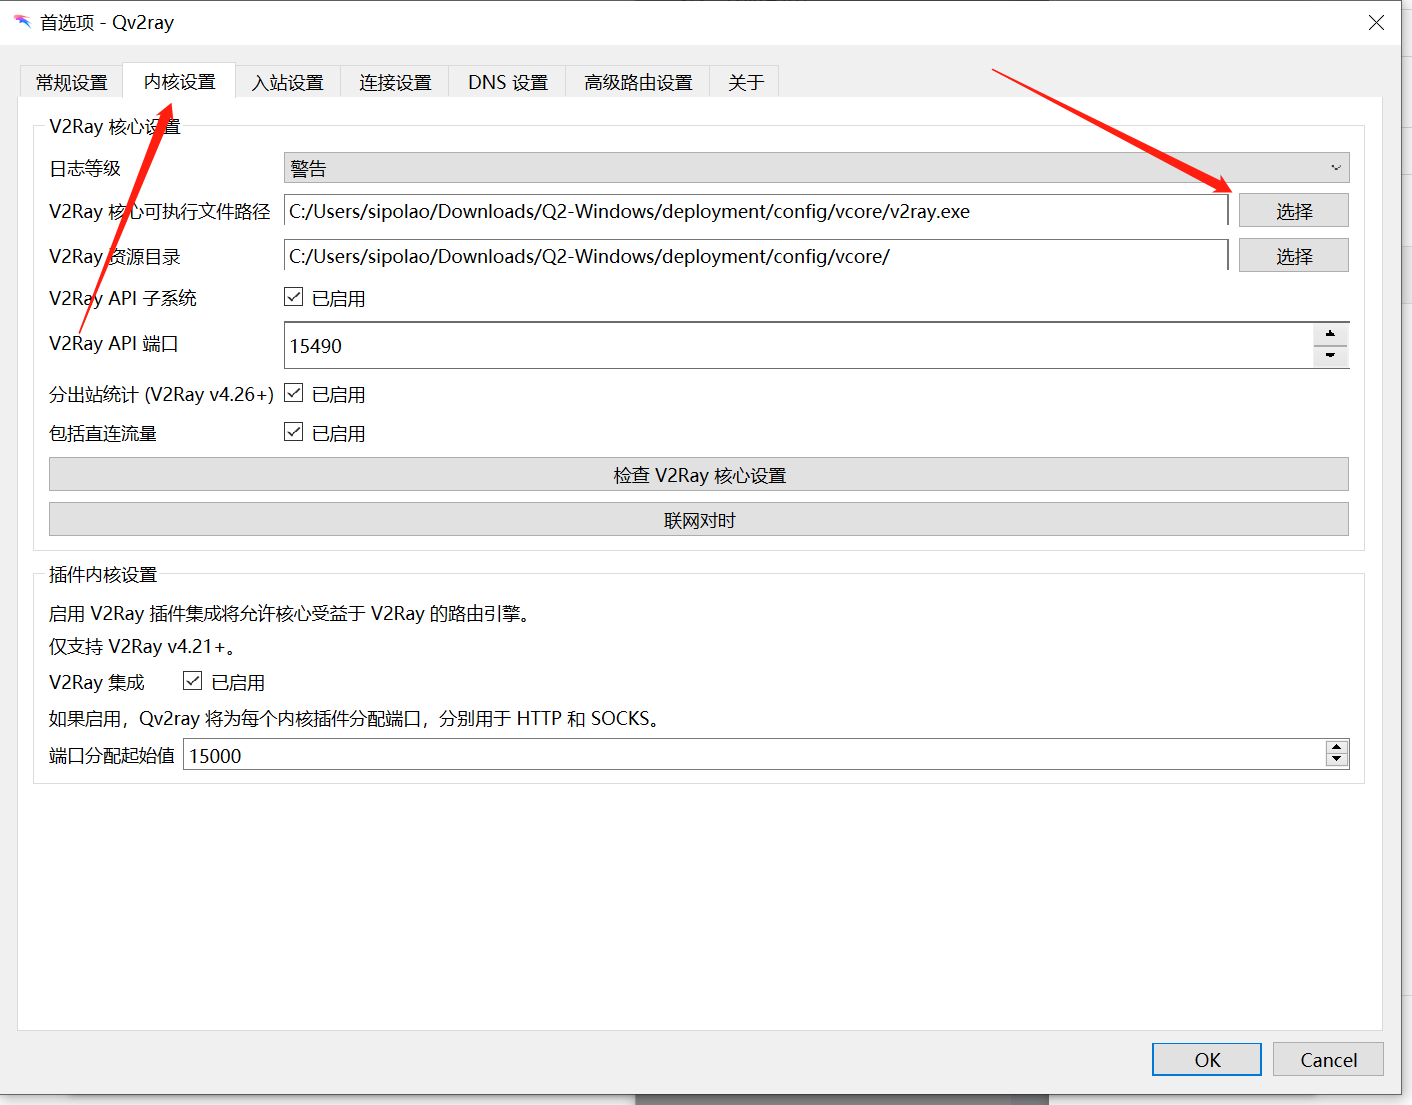 首选项 - Qv2ray
常规设置 内核设置 入站设置 连接设置 DNS 设置 高级路由设置 关于
V2Ray 核心设置
日志等级 警告
V2Ray 核心可执行文件路径 C:/Users/sipolao/Downloads/Q2-Windows/deployment/config/vcore/v2ray.exe 选择
V2Ray 资源目录 C:/Users/sipolao/Downloads/Q2-Windows/deployment/config/vcore/ 选择
V2Ray API 子系统 已启用
V2Ray API 端口 15490
分出站统计 (V2Ray v4.26+) 已启用
包括直连流量 已启用
检查 V2Ray 核心设置
联网对时
插件内核设置
启用 V2Ray 插件集成将允许核心受益于 V2Ray 的路由引擎。
仅支持 V2Ray v4.21+。
V2Ray 集成 已启用
如果启用，Qv2ray 将为每个内核插件分配端口，分别用于 HTTP 和 SOCKS。
端口分配起始值 15000
OK Cancel